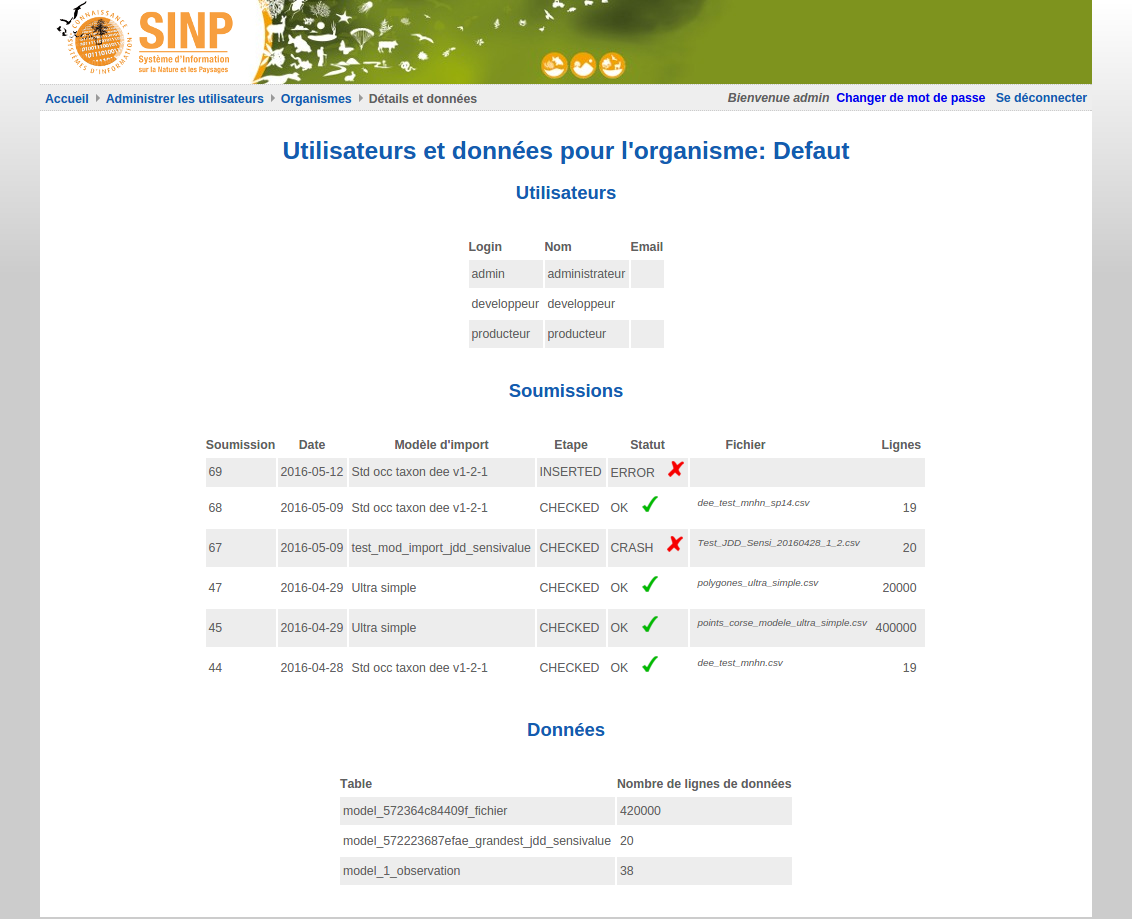 SINP
Système d'Information
sur la Nature et les Paysages
Accueil Administrer les utilisateurs Organismes Détails et données Bienvenue admin Changer de mot de passe Se déconnecter
Utilisateurs et données pour l'organisme: Defaut
Utilisateurs
Login Nom Email
admin administrateur
developpeur developpeur
producteur producteur
Soumissions
Soumission Date Modèle d'import Etape Statut Fichier Lignes
69 2016-05-12 Std occ taxon dee v1-2-1 INSERTED ERROR
68 2016-05-09 Std occ taxon dee v1-2-1 CHECKED OK dee_test_mnhn_sp14.csv 19
67 2016-05-09 test_mod_import_jdd_sensivalue CHECKED CRASH Test_JDD_Sensi_20160428_1_2.csv 20
47 2016-04-29 Ultra simple CHECKED OK polygones_ultra_simple.csv 20000
45 2016-04-29 Ultra simple CHECKED OK points_corse_modele_ultra_simple.csv 400000
44 2016-04-28 Std occ taxon dee v1-2-1 CHECKED OK dee_test_mnhn.csv 19
Données
Table Nombre de lignes de données
model_572364c84409f_fichier 420000
model_572223687efae_grandest_jdd_sensivalue 20
model_1_observation 38